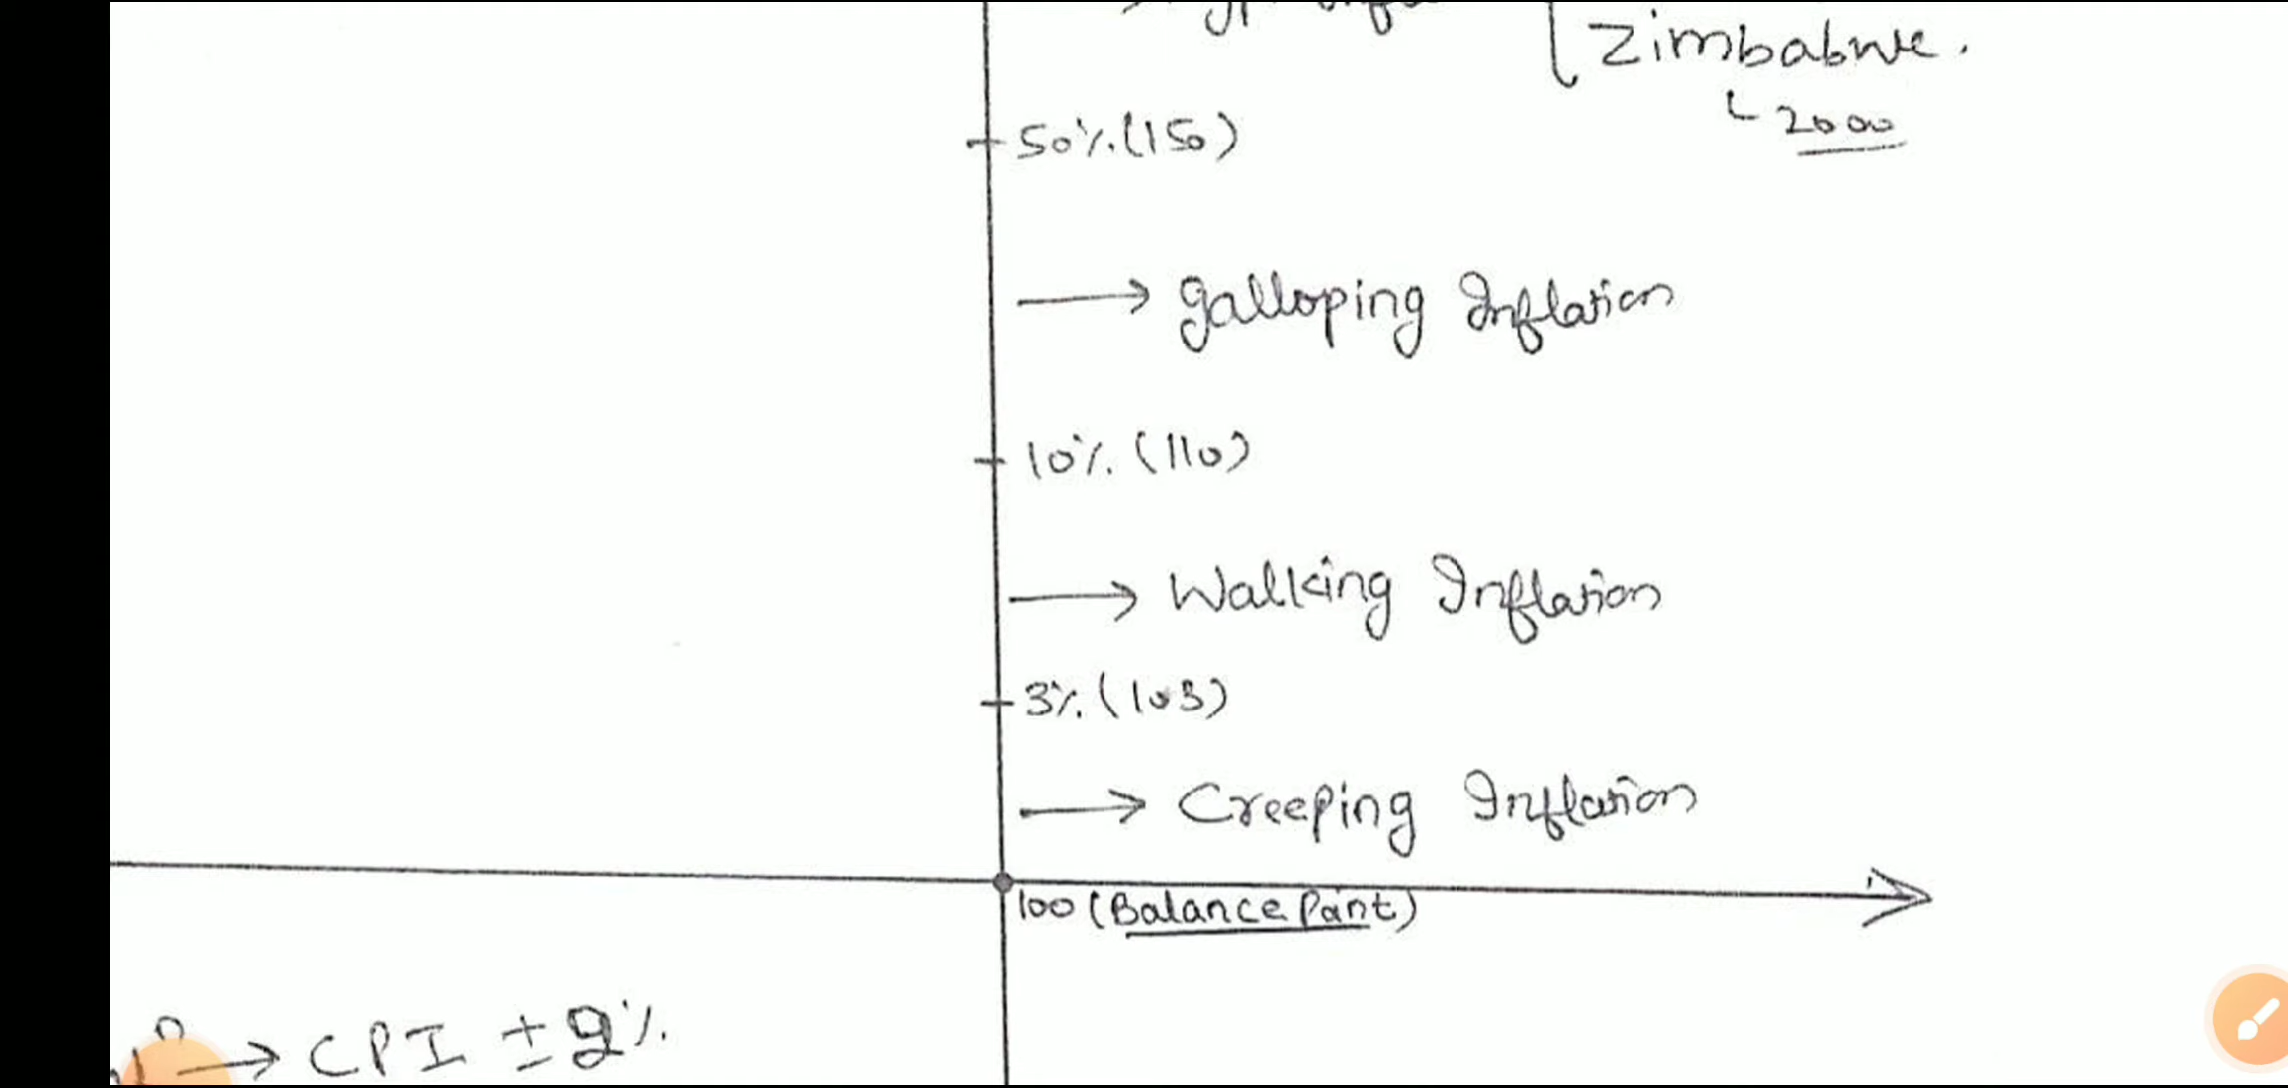 Zimbabwe.
2000
50%(150)
→ galloping Inflation
10% (110)
→ Walking Inflation
3% (103)
→ Creeping Inflation
100 (Balance Point)
→ CPI ± 2%